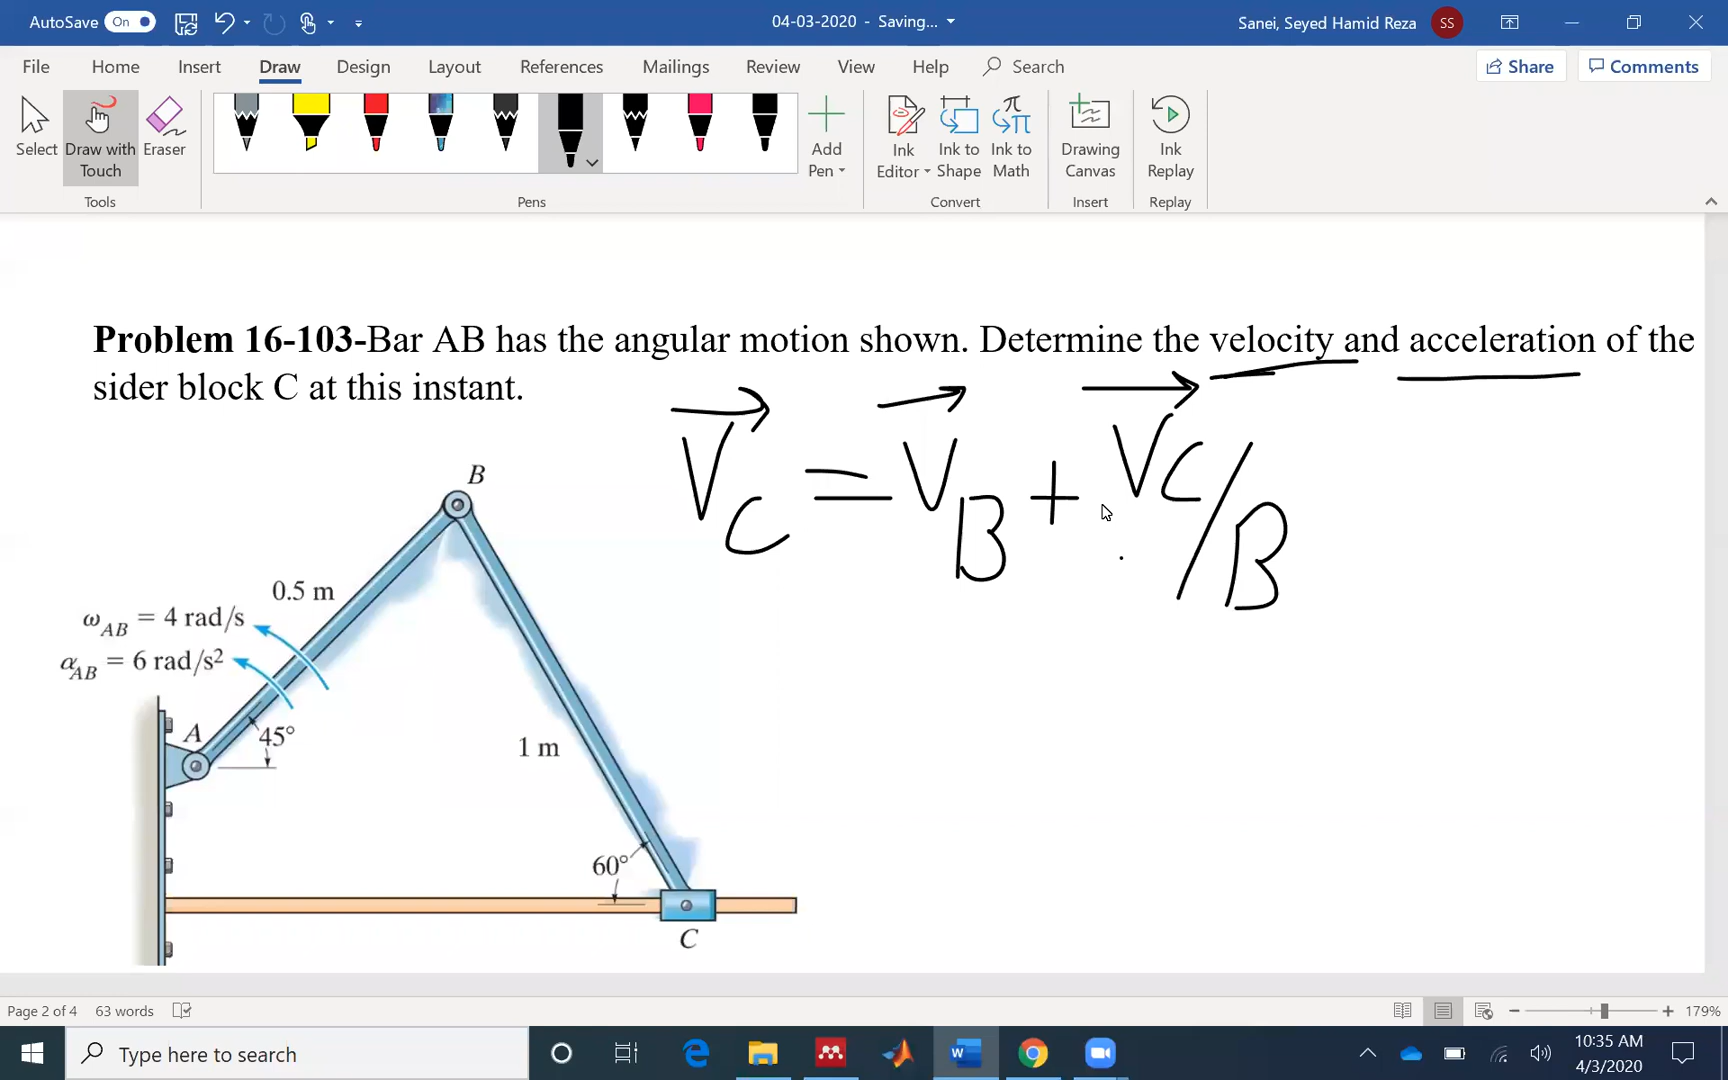 AutoSave On 04-03-2020 - Saving... Sanei, Seyed Hamid Reza SS
File Home Insert Draw Design Layout References Mailings Review View Help Search Share Comments
Select Draw with Touch Eraser Add Pen Ink Editor Ink to Shape Ink to Math Drawing Canvas Ink Replay
Tools Pens Convert Insert Replay
Problem 16-103-Bar AB has the angular motion shown. Determine the velocity and acceleration of the
sider block C at this instant.
V_C = V_B + V_C/B
B
0.5 m
ω_AB = 4 rad/s
α_AB = 6 rad/s²
A
45°
1 m
60°
C
Page 2 of 4 63 words 179%
Type here to search
10:35 AM
4/3/2020